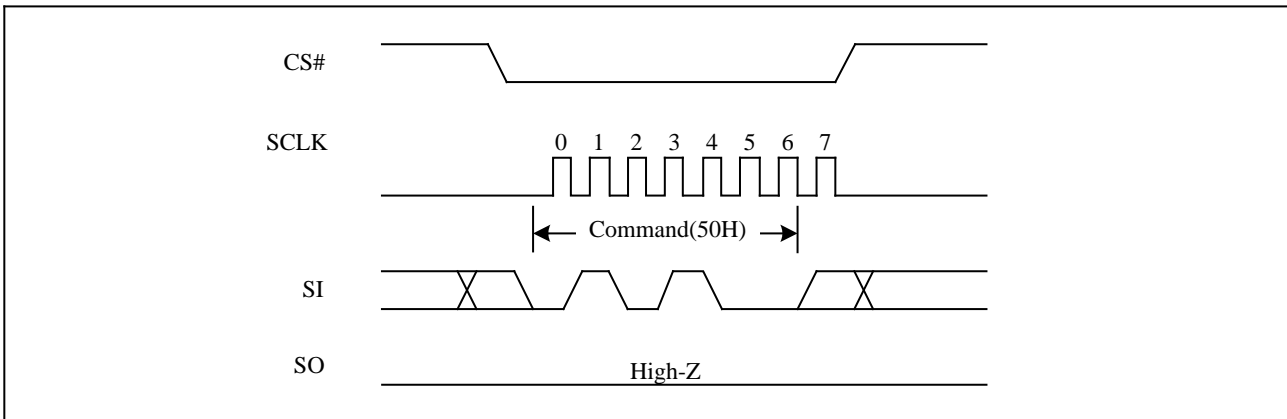 CS#
SCLK
0 1 2 3 4 5 6 7
Command(50H)
SI
SO
High-Z